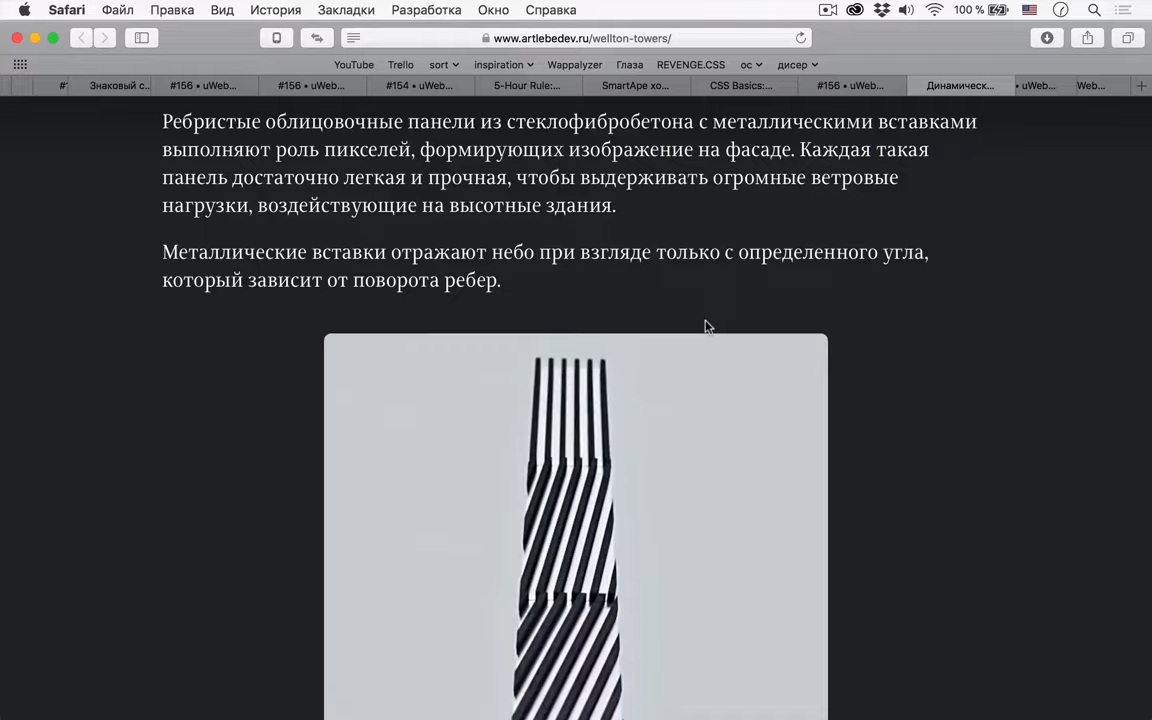 Safari Файл Правка Вид История Закладки Разработка Окно Справка 100 %
www.artlebedev.ru/wellton-towers/
YouTube Trello sort inspiration Wappalyzer Глаза REVENGE.CSS ос дисер
#1 Знаковый с... #156 • uWeb... #156 • uWeb... #154 • uWeb... 5-Hour Rule:... SmartApe хо... CSS Basics:... #156 • uWeb... Динамическ... • uWeb... Web...
Ребристые облицовочные панели из стеклофибробетона с металлическими вставками
выполняют роль пикселей, формирующих изображение на фасаде. Каждая такая
панель достаточно легкая и прочная, чтобы выдерживать огромные ветровые
нагрузки, воздействующие на высотные здания.
Металлические вставки отражают небо при взгляде только с определенного угла,
который зависит от поворота ребер.